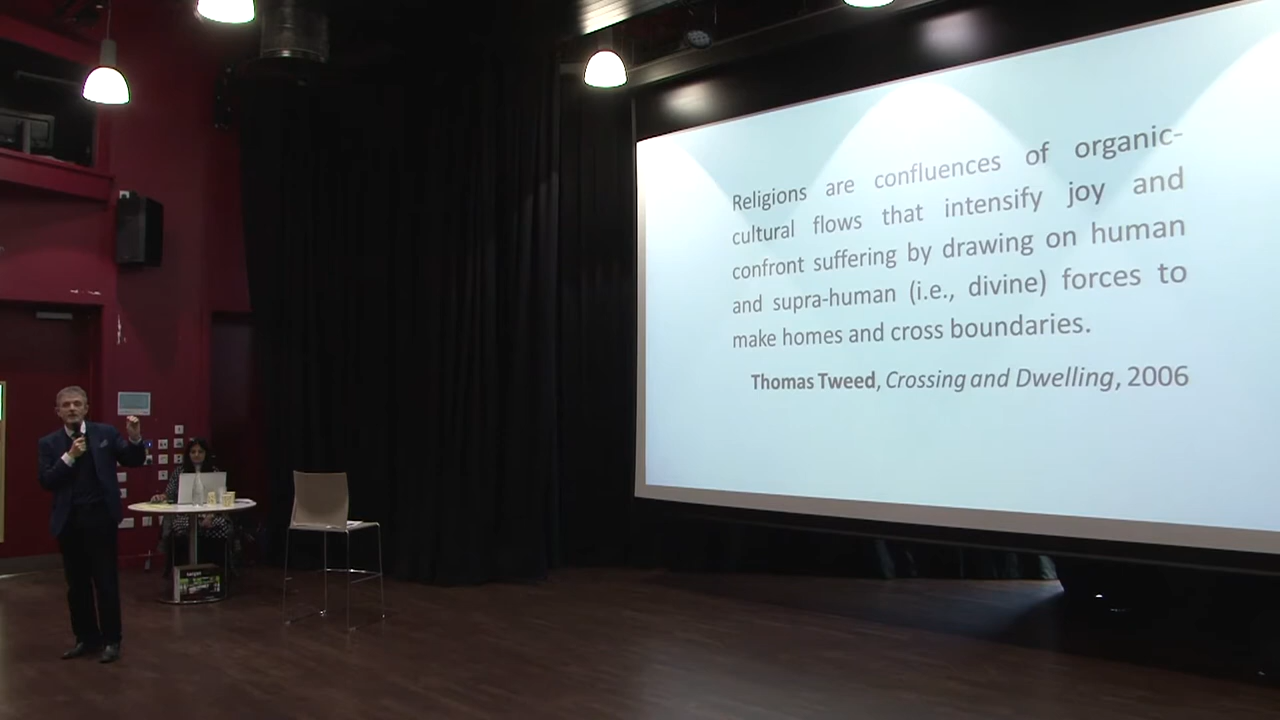 Religions are confluences of organic-
cultural flows that intensify joy and
confront suffering by drawing on human
and supra-human (i.e., divine) forces to
make homes and cross boundaries.
Thomas Tweed, Crossing and Dwelling, 2006